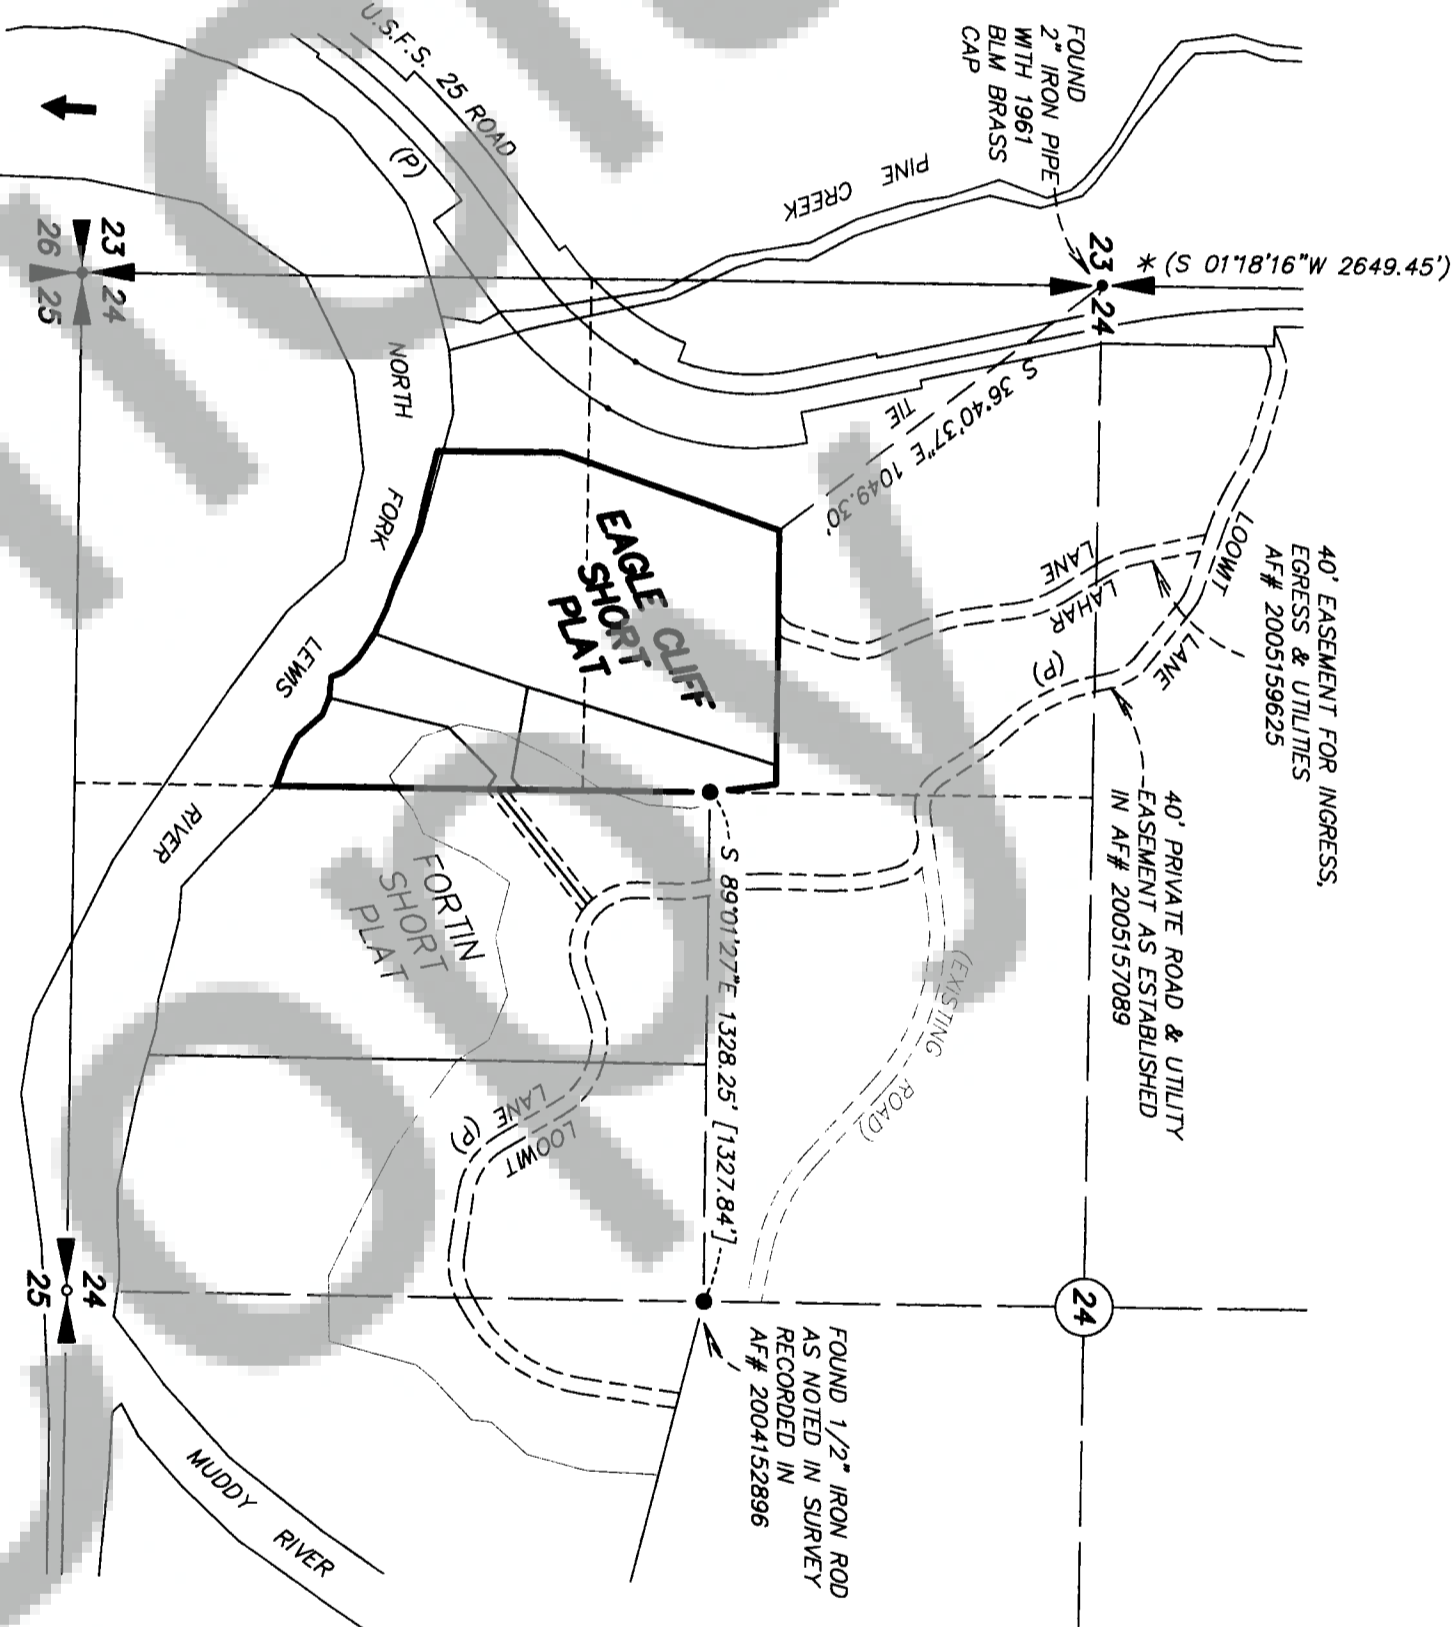 * (S 01°18'16"W 2649.45')
FOUND
2" IRON PIPE
WITH 1961
BLM BRASS
CAP
23
24
PINE CREEK
U.S.F.S. 25 ROAD
(P)
S 36°40'37"E 1049.30'
TIE
40' EASEMENT FOR INGRESS,
EGRESS & UTILITIES
AF# 2005159625
LOOWIT
LANE
(P)
LAHAR
LANE
40' PRIVATE ROAD & UTILITY
EASEMENT AS ESTABLISHED
IN AF# 2005157089
EAGLE CLIFF
SHORT
PLAT
NORTH
FORK
LEWIS
RIVER
23
24
26
25
S 89°01'27"E 1328.25' [1327.84']
(EXISTING
ROAD)
FORTIN
SHORT
PLAT
LOOWIT
LANE
(P)
24
FOUND 1/2" IRON ROD
AS NOTED IN SURVEY
RECORDED IN
AF# 2004152896
24
25
MUDDY
RIVER